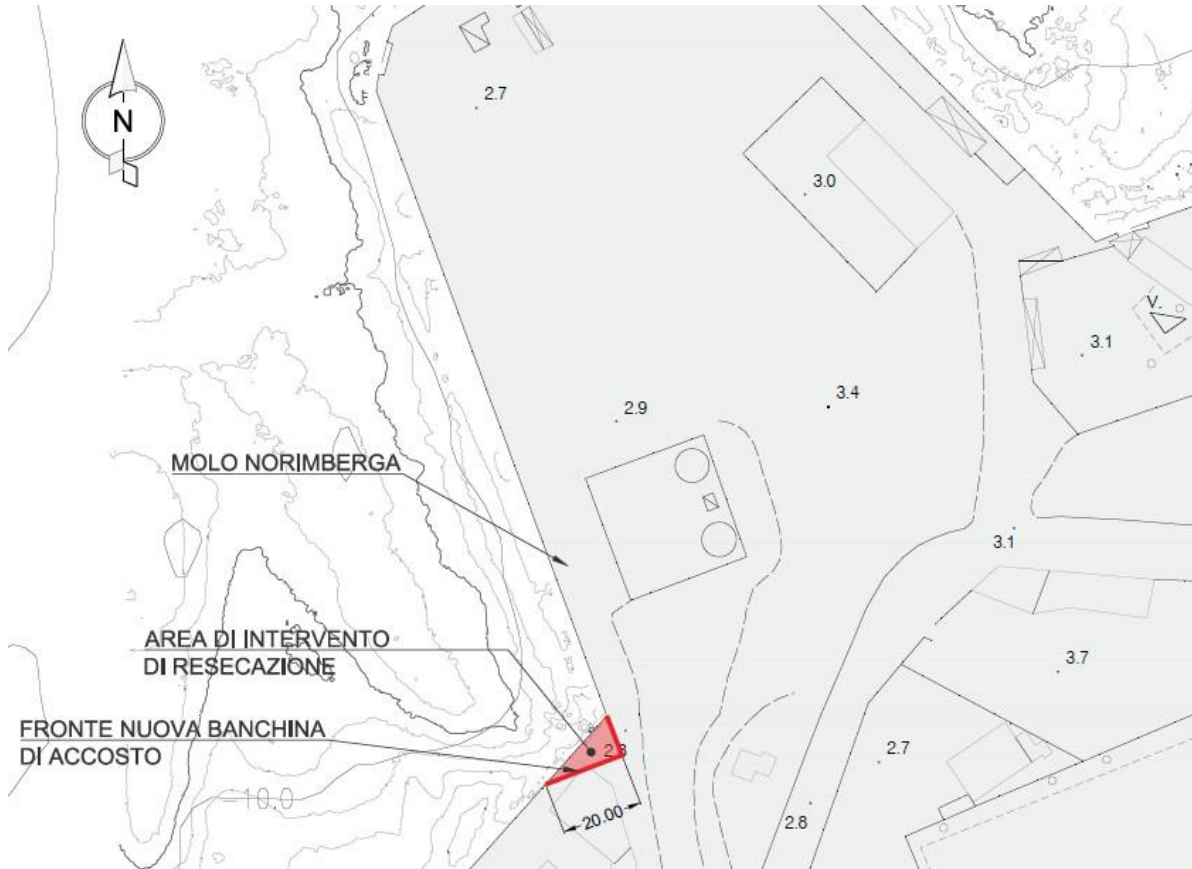 2.7
N
3.0
V.
3.1
3.4
2.9
MOLO NORIMBERGA
3.1
AREA DI INTERVENTO
DI RESECAZIONE
3.7
FRONTE NUOVA BANCHINA
DI ACCOSTO
2.7
-10.0
20.00
2.8